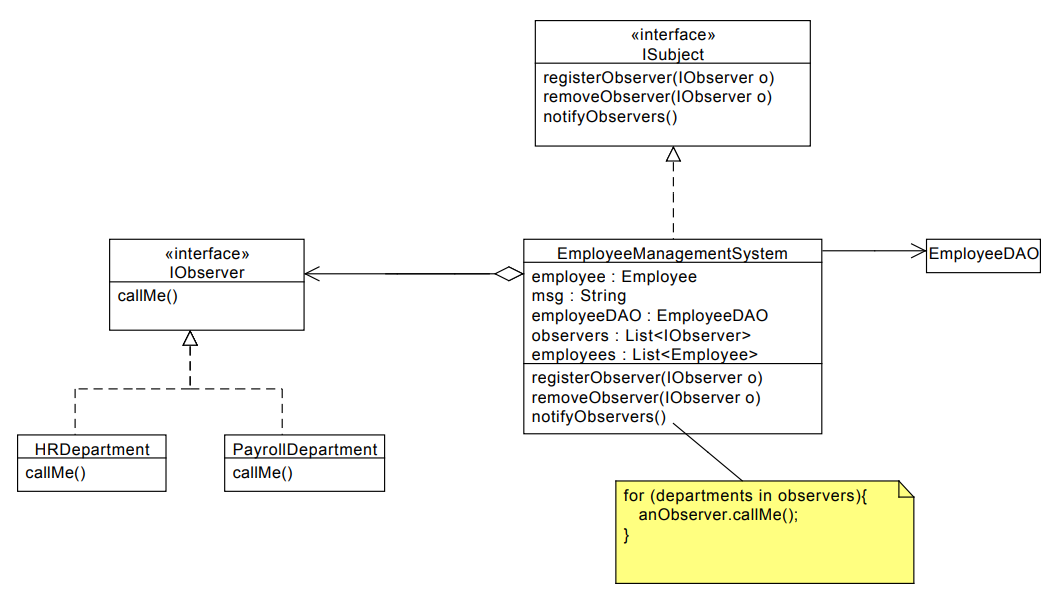 «interface»
ISubject
registerObserver(IObserver o)
removeObserver(IObserver o)
notifyObservers()
«interface»
IObserver
callMe()
EmployeeManagementSystem
employee : Employee
msg : String
employeeDAO : EmployeeDAO
observers : List<IObserver>
employees : List<Employee>
registerObserver(IObserver o)
removeObserver(IObserver o)
notifyObservers()
EmployeeDAO
HRDepartment
callMe()
PayrollDepartment
callMe()
for (departments in observers){
anObserver.callMe();
}